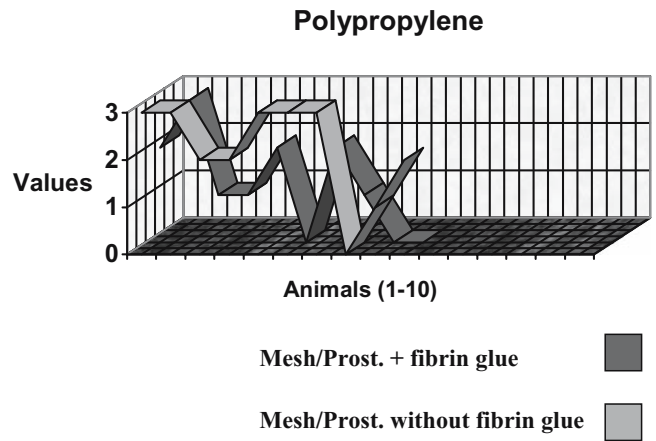 Polypropylene
3
2
Values
1
0
Animals (1-10)
Mesh/Prost. + fibrin glue
Mesh/Prost. without fibrin glue